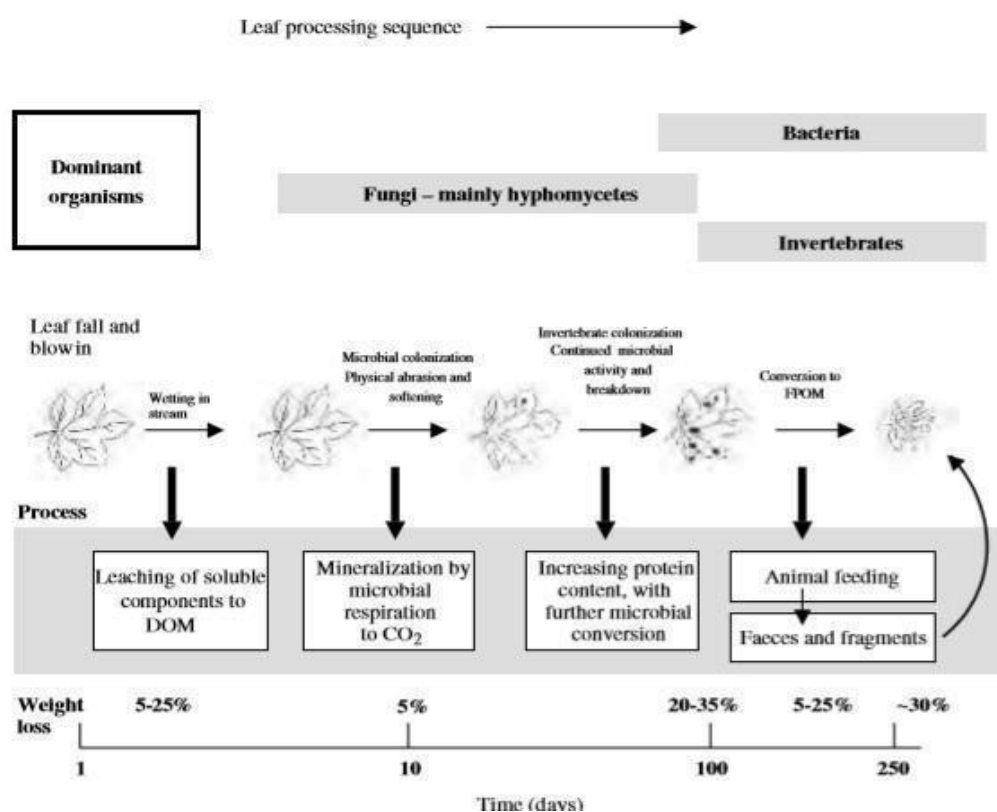 Leaf processing sequence
Bacteria
Dominant
organisms
Fungi – mainly hyphomycetes
Invertebrates
Leaf fall and
blowin
Wetting in
stream
Microbial colonization
Physical abrasion and
softening
Invertebrate colonization
Continued microbial
activity and
breakdown
Conversion to
FPOM
Process
Leaching of soluble
components to
DOM
Mineralization by
microbial
respiration
to CO2
Increasing protein
content, with
further microbial
conversion
Animal feeding
Faeces and fragments
Weight
loss
5-25%
5%
20-35%
5-25%
~30%
1
10
100
250
Time (days)